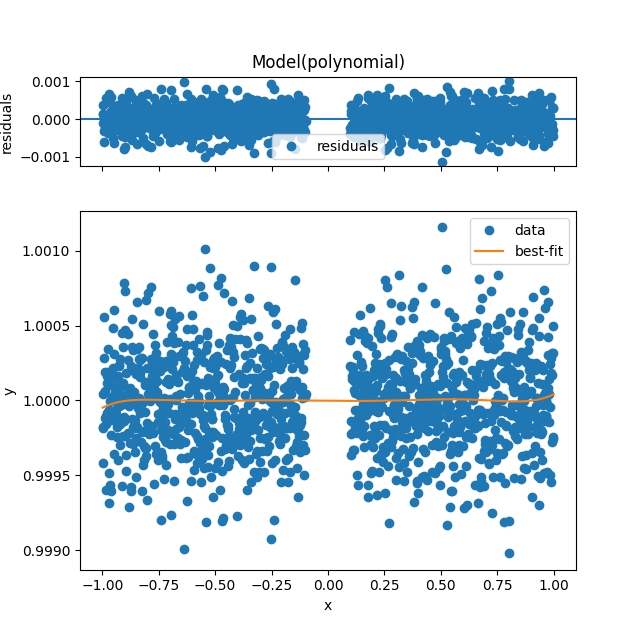 Model(polynomial)
residuals
0.001
0.000
−0.001
residuals
y
1.0010
1.0005
1.0000
0.9995
0.9990
data
best-fit
−1.00 −0.75 −0.50 −0.25 0.00 0.25 0.50 0.75 1.00
x